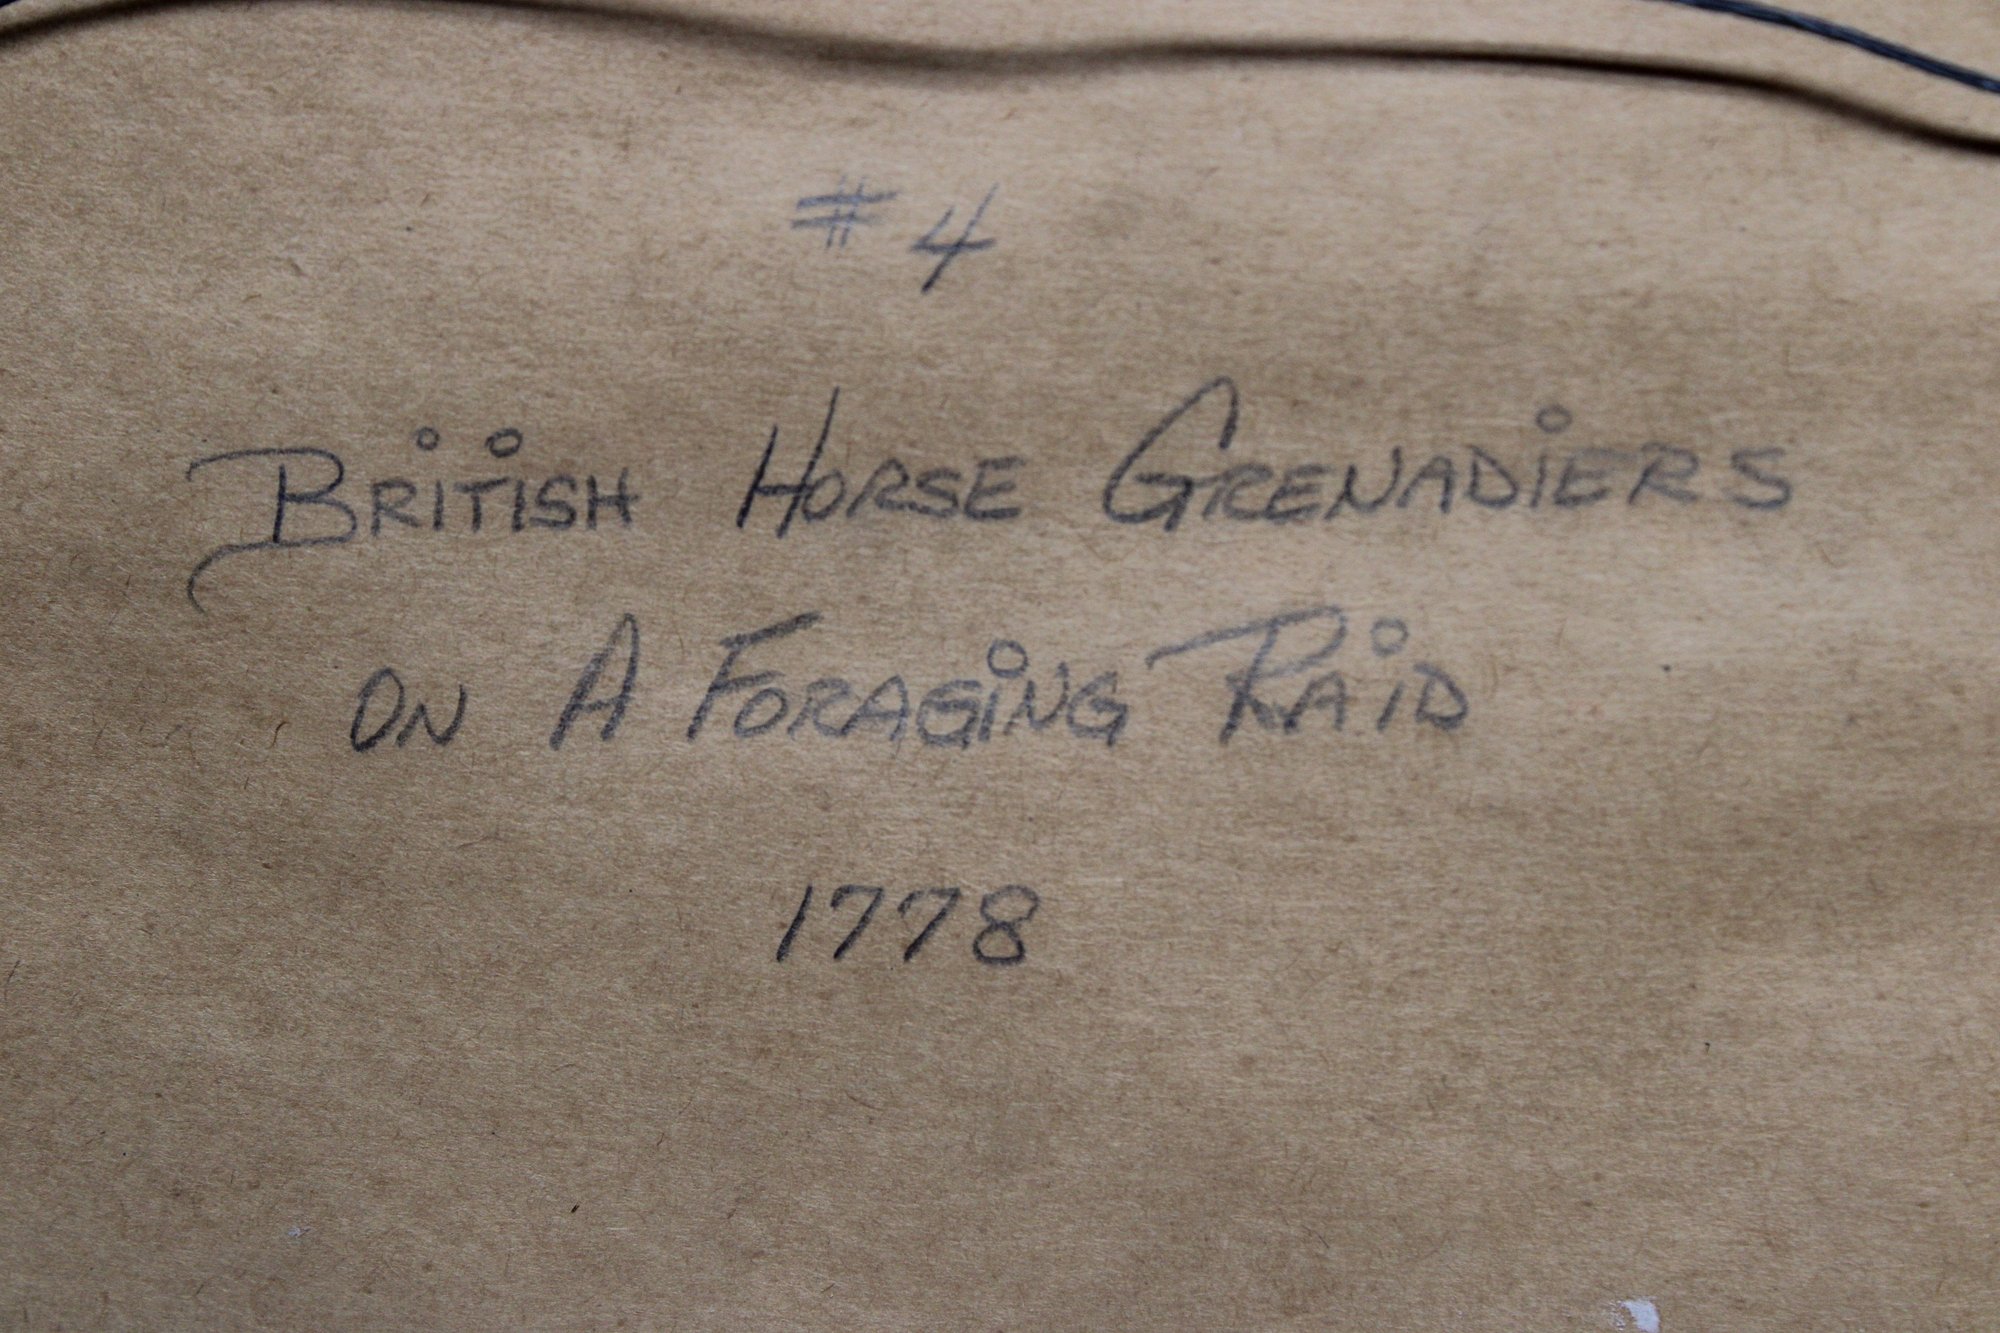 #4
BRiTiSH HORSE GRENADiERS
ON A FORAGiNG RAiD
1778